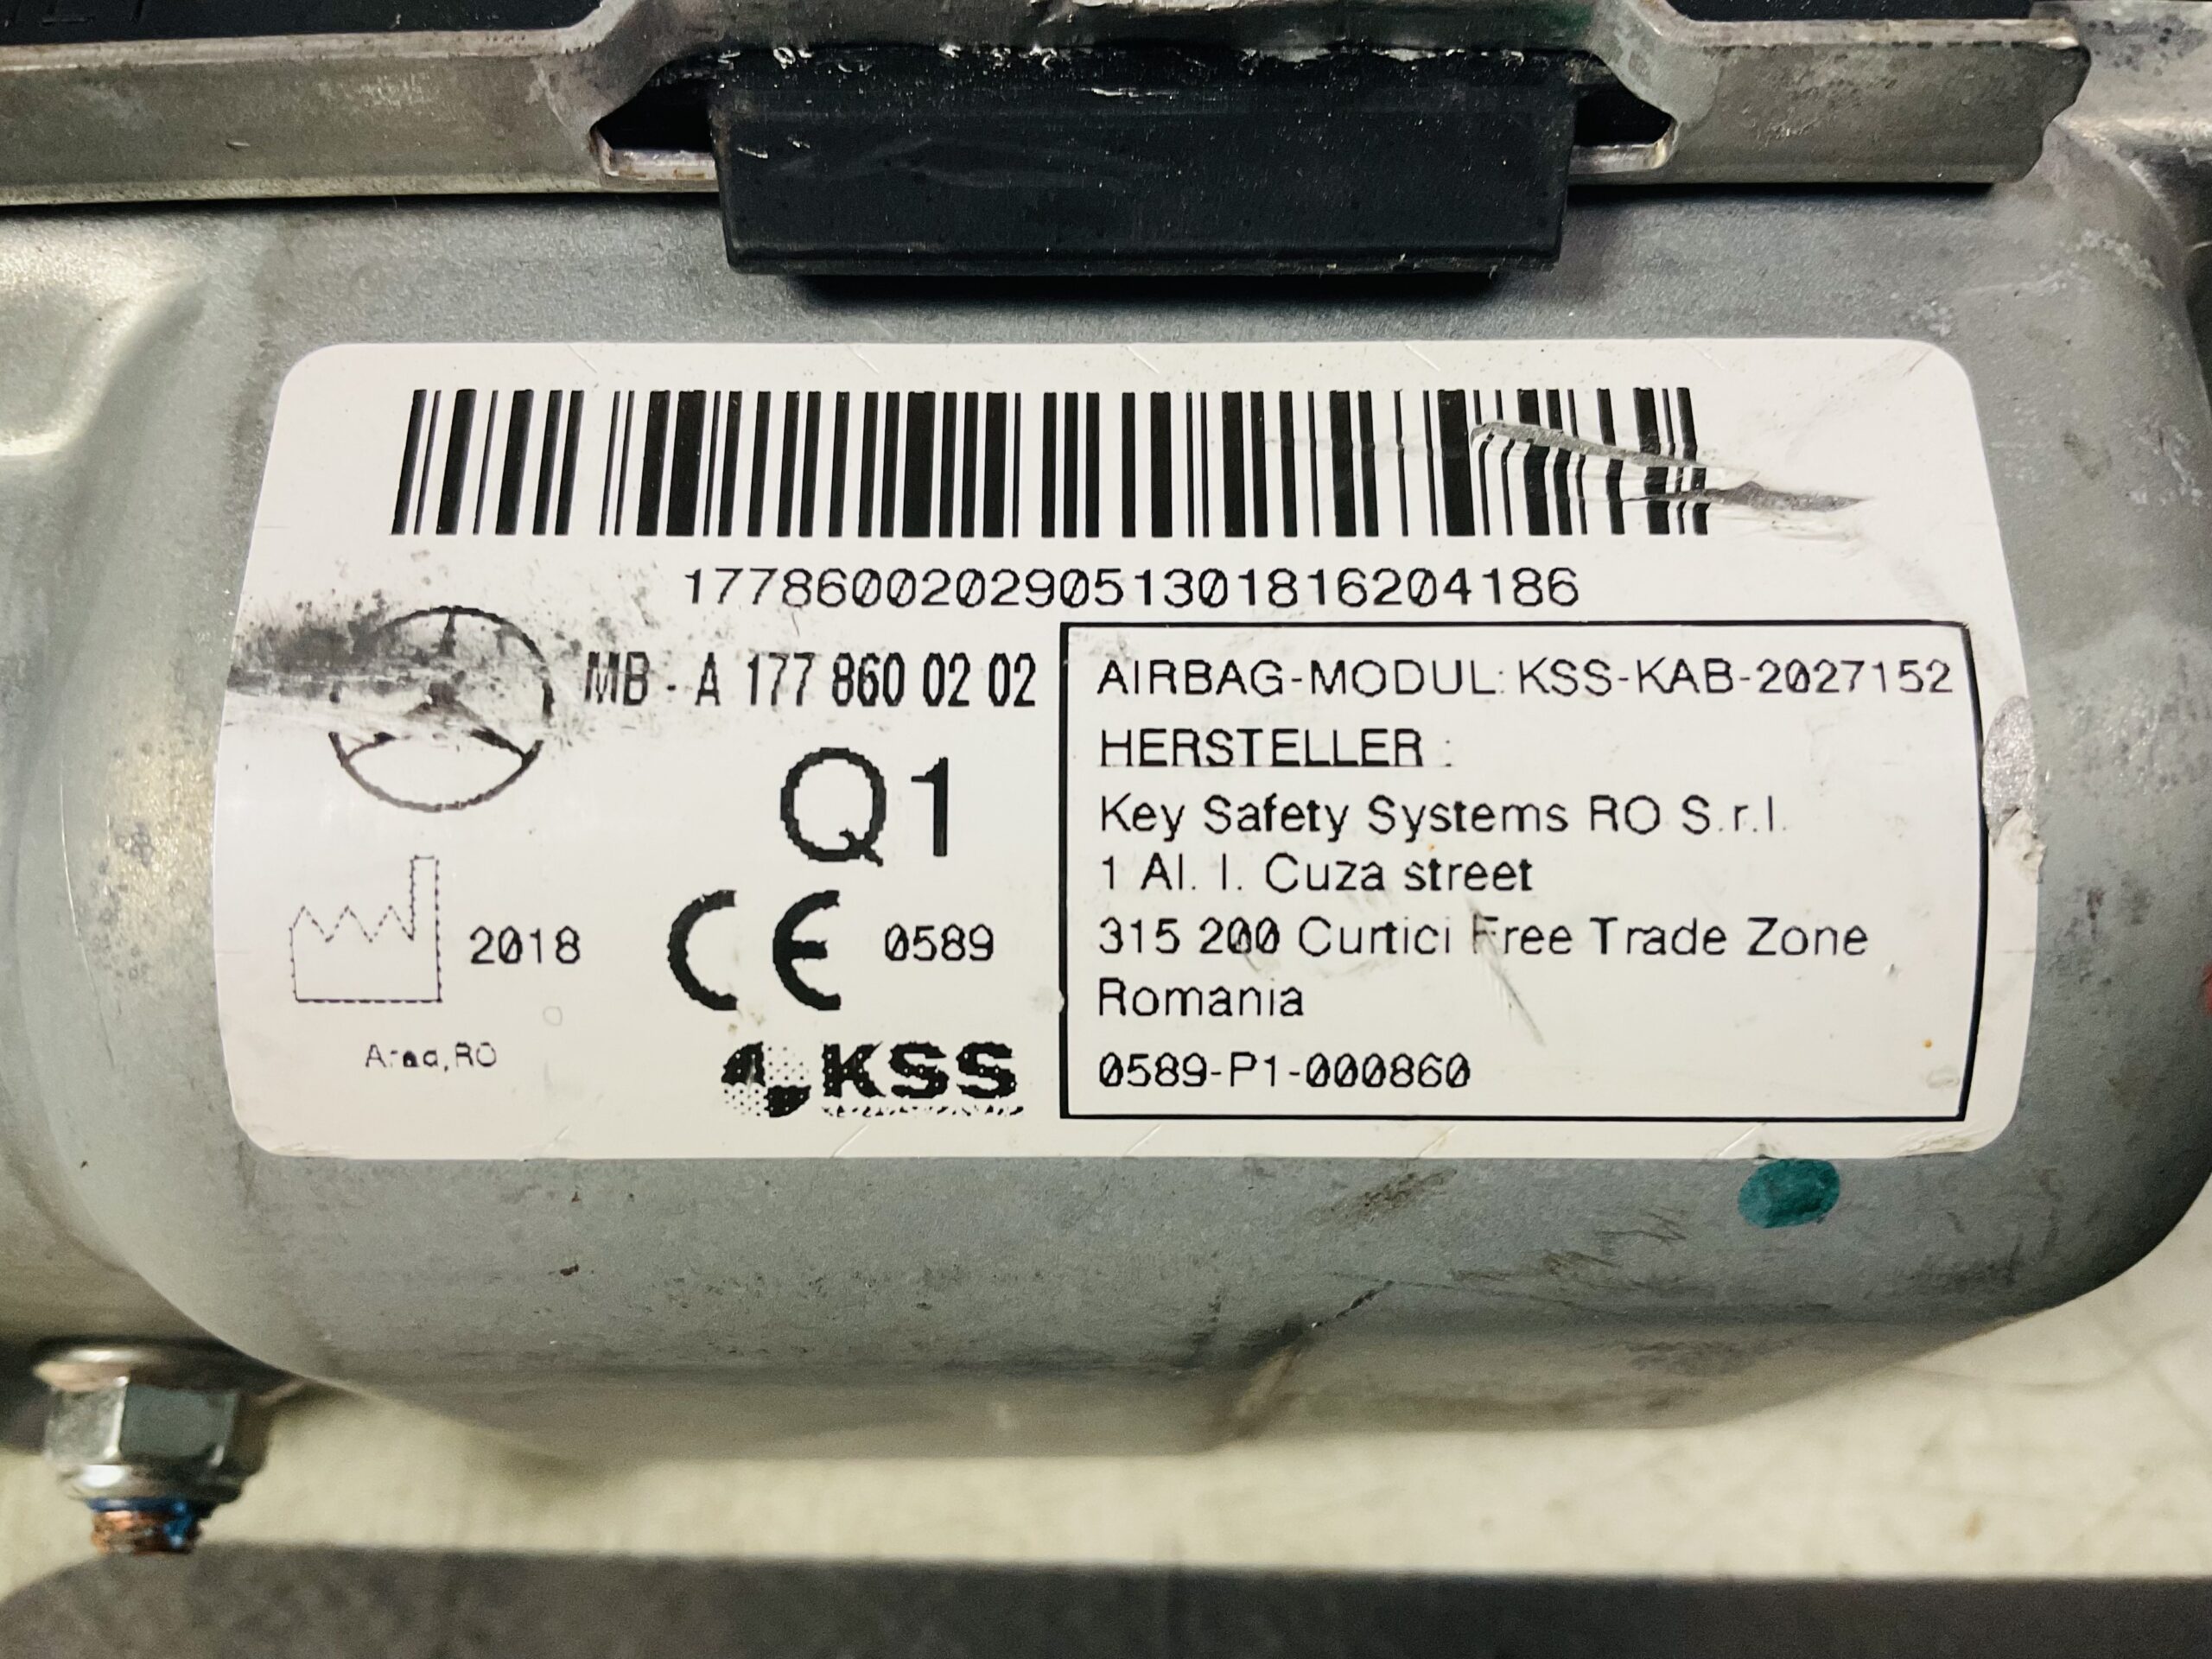 17786002029051301816204186
MB - A 177 860 02 02
Q1
2018
CE 0589
Arad, RO
KSS
AIRBAG-MODUL: KSS-KAB-2027152
HERSTELLER :
Key Safety Systems RO S.r.l.
1 Al. I. Cuza street
315 200 Curtici Free Trade Zone
Romania
0589-P1-000860